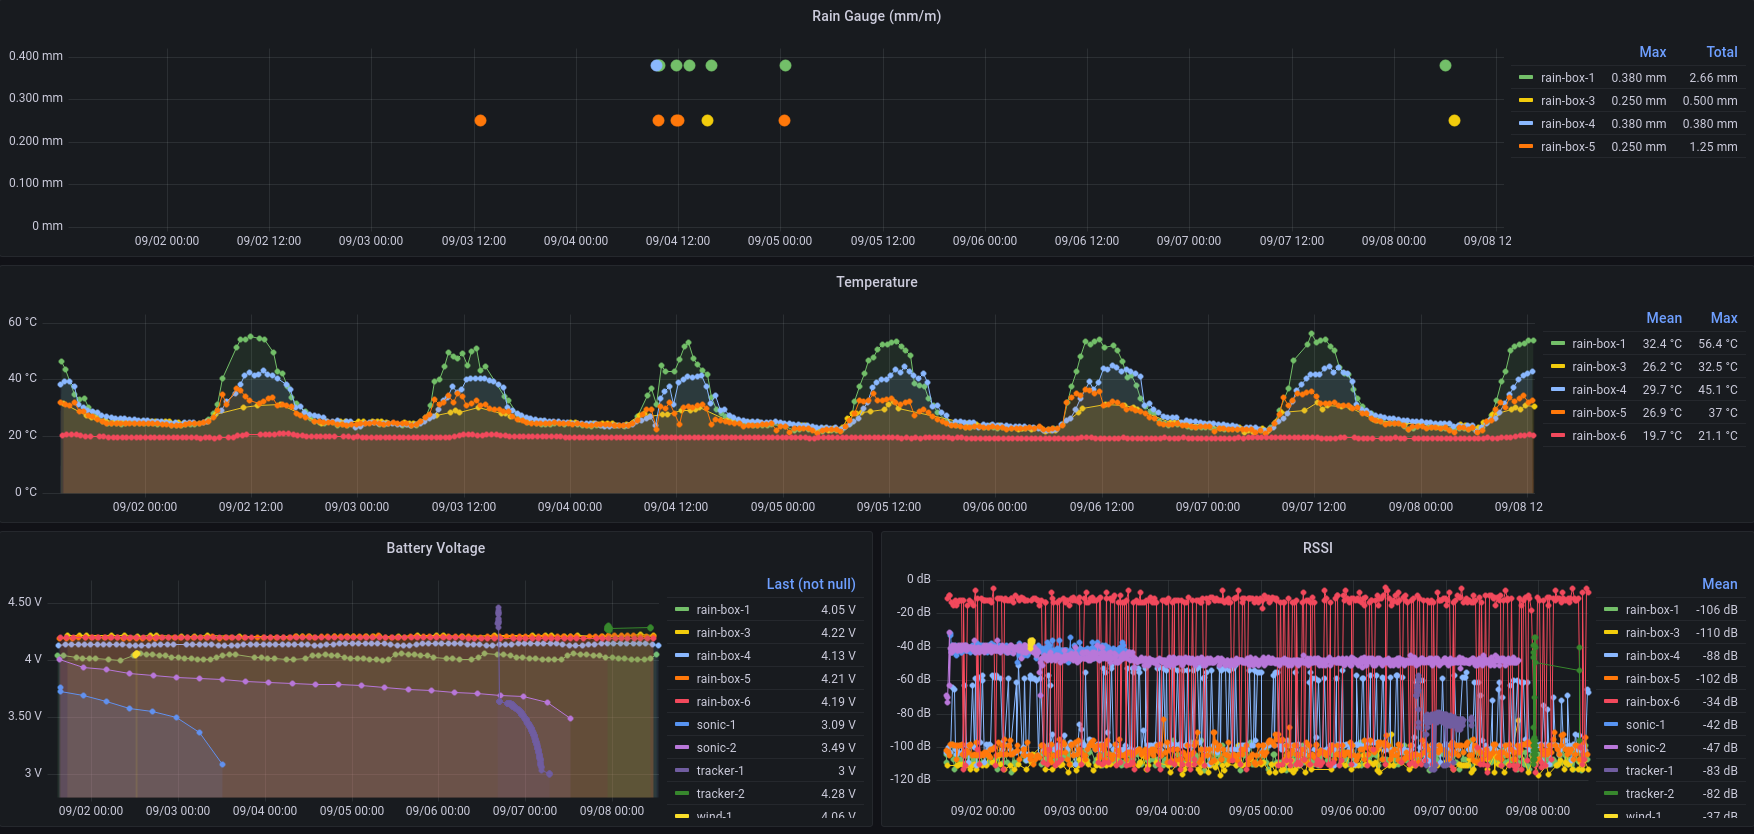 Rain Gauge (mm/m)
Max Total
0.400 mm
0.300 mm
0.200 mm
0.100 mm
0 mm
09/02 00:00 09/02 12:00 09/03 00:00 09/03 12:00 09/04 00:00 09/04 12:00 09/05 00:00 09/05 12:00 09/06 00:00 09/06 12:00 09/07 00:00 09/07 12:00 09/08 00:00 09/08 12
rain-box-1 0.380 mm 2.66 mm
rain-box-3 0.250 mm 0.500 mm
rain-box-4 0.380 mm 0.380 mm
rain-box-5 0.250 mm 1.25 mm
Temperature
Mean Max
60 °C
40 °C
20 °C
0 °C
09/02 00:00 09/02 12:00 09/03 00:00 09/03 12:00 09/04 00:00 09/04 12:00 09/05 00:00 09/05 12:00 09/06 00:00 09/06 12:00 09/07 00:00 09/07 12:00 09/08 00:00 09/08 12
rain-box-1 32.4 °C 56.4 °C
rain-box-3 26.2 °C 32.5 °C
rain-box-4 29.7 °C 45.1 °C
rain-box-5 26.9 °C 37 °C
rain-box-6 19.7 °C 21.1 °C
Battery Voltage
Last (not null)
4.50 V
4 V
3.50 V
3 V
09/02 00:00 09/03 00:00 09/04 00:00 09/05 00:00 09/06 00:00 09/07 00:00 09/08 00:00
rain-box-1 4.05 V
rain-box-3 4.22 V
rain-box-4 4.13 V
rain-box-5 4.21 V
rain-box-6 4.19 V
sonic-1 3.09 V
sonic-2 3.49 V
tracker-1 3 V
tracker-2 4.28 V
wind-1 4.06 V
RSSI
Mean
0 dB
-20 dB
-40 dB
-60 dB
-80 dB
-100 dB
-120 dB
09/02 00:00 09/03 00:00 09/04 00:00 09/05 00:00 09/06 00:00 09/07 00:00 09/08 00:00
rain-box-1 -106 dB
rain-box-3 -110 dB
rain-box-4 -88 dB
rain-box-5 -102 dB
rain-box-6 -34 dB
sonic-1 -42 dB
sonic-2 -47 dB
tracker-1 -83 dB
tracker-2 -82 dB
wind-1 -37 dB